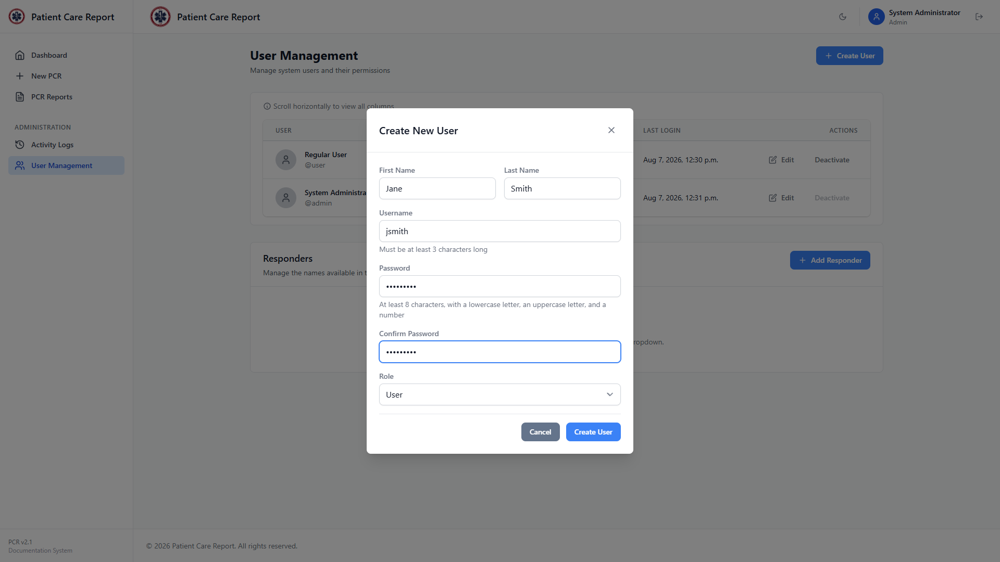 Patient Care Report
Patient Care Report
System Administrator
Admin
Dashboard
New PCR
PCR Reports
ADMINISTRATION
Activity Logs
User Management
User Management
Manage system users and their permissions
Create User
Scroll horizontally to view all columns
USER
LAST LOGIN
ACTIONS
Regular User
@user
Aug 7, 2026, 12:30 p.m.
Edit
Deactivate
System Administra
@admin
Aug 7, 2026, 12:31 p.m.
Edit
Deactivate
Responders
Manage the names available in t
Add Responder
ropdown.
Create New User
First Name
Last Name
Jane
Smith
Username
jsmith
Must be at least 3 characters long
Password
•••••••••
At least 8 characters, with a lowercase letter, an uppercase letter, and a
number
Confirm Password
•••••••••
Role
User
Cancel
Create User
PCR v2.1
Documentation System
© 2026 Patient Care Report. All rights reserved.